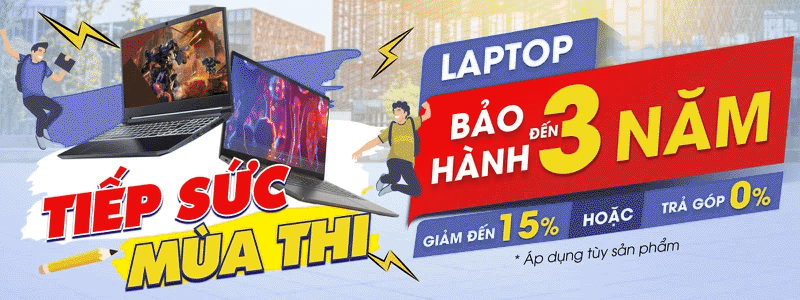 TIẾP SỨC
MÙA THI
LAPTOP
BẢO HÀNH ĐẾN 3 NĂM
GIẢM ĐẾN 15% HOẶC TRẢ GÓP 0%
* Áp dụng tùy sản phẩm